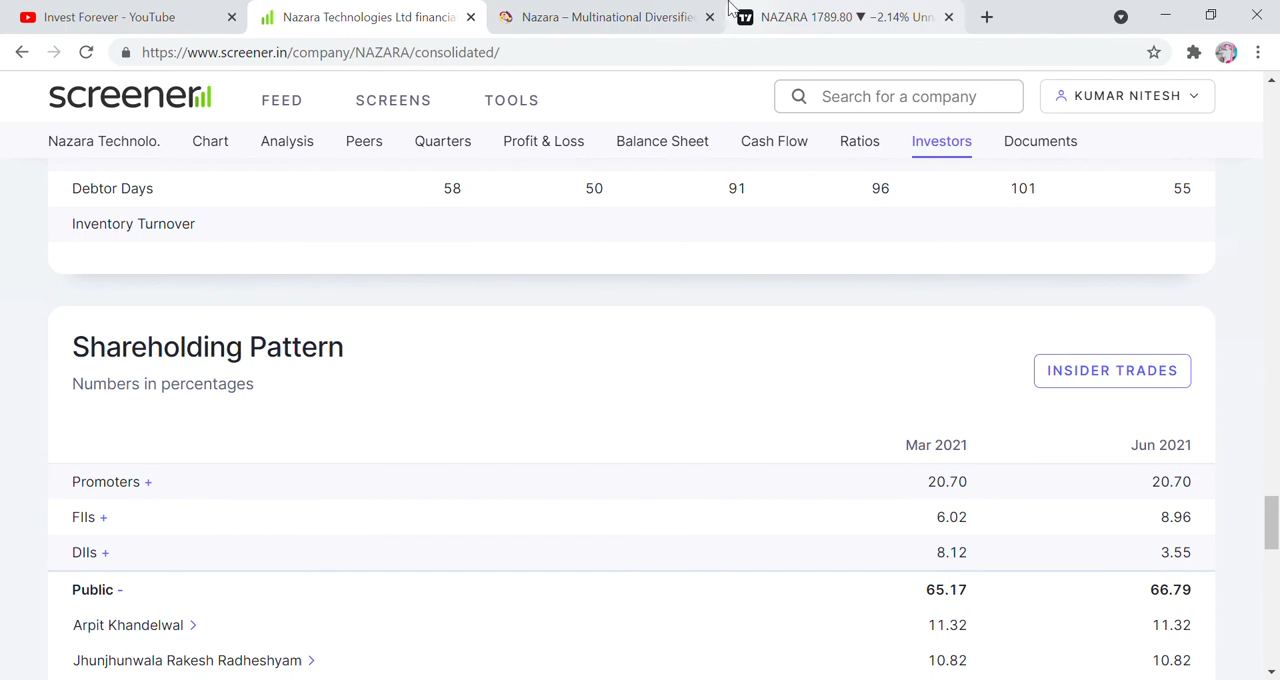 Invest Forever - YouTube
Nazara Technologies Ltd financia
Nazara – Multinational Diversifie
NAZARA 1789.80 ▼ −2.14% Unn
https://www.screener.in/company/NAZARA/consolidated/
screener
FEED
SCREENS
TOOLS
Search for a company
KUMAR NITESH
Nazara Technolo.
Chart
Analysis
Peers
Quarters
Profit & Loss
Balance Sheet
Cash Flow
Ratios
Investors
Documents
Debtor Days 58 50 91 96 101 55
Inventory Turnover
Shareholding Pattern
Numbers in percentages
INSIDER TRADES
Mar 2021 Jun 2021
Promoters + 20.70 20.70
FIIs + 6.02 8.96
DIIs + 8.12 3.55
Public - 65.17 66.79
Arpit Khandelwal 11.32 11.32
Jhunjhunwala Rakesh Radheshyam 10.82 10.82